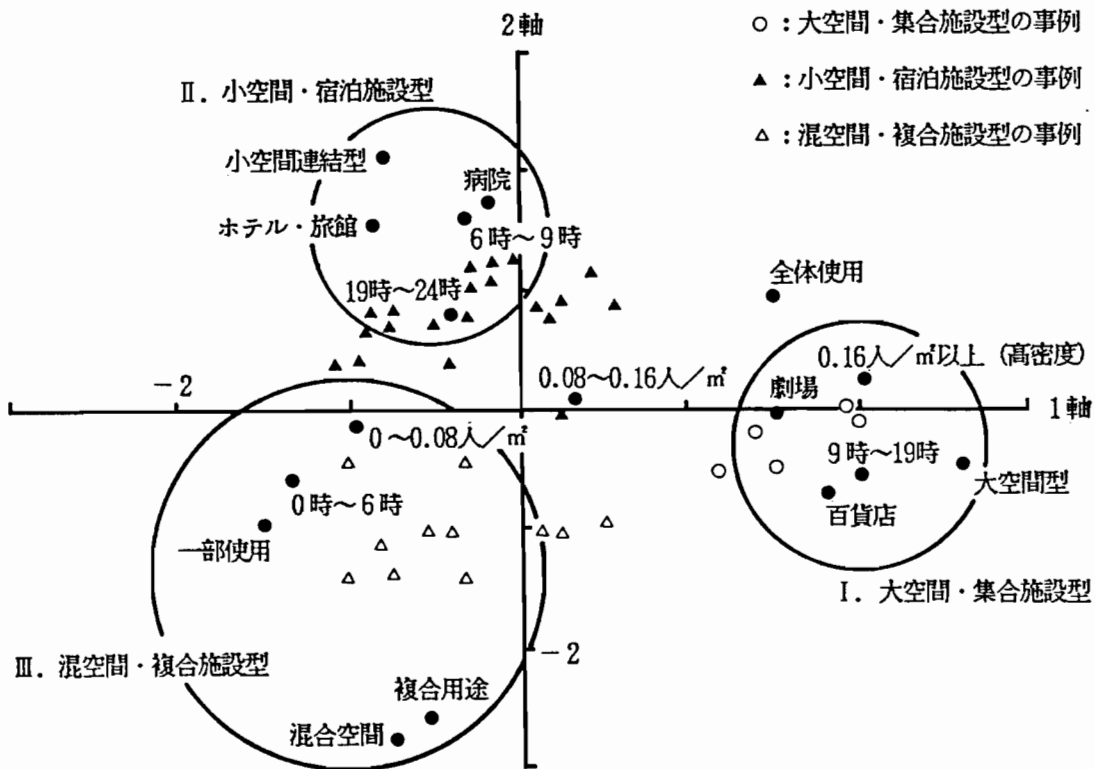 2軸
○：大空間・集合施設型の事例
▲：小空間・宿泊施設型の事例
△：混空間・複合施設型の事例
Ⅱ．小空間・宿泊施設型
小空間連結型
病院
ホテル・旅館
6時～9時
19時～24時
全体使用
0.16人／㎡以上（高密度）
－2
0.08～0.16人／㎡
劇場
1軸
0～0.08人／㎡
9時～19時
大空間型
0時～6時
百貨店
一部使用
Ⅰ．大空間・集合施設型
Ⅲ．混空間・複合施設型
－2
複合用途
混合空間